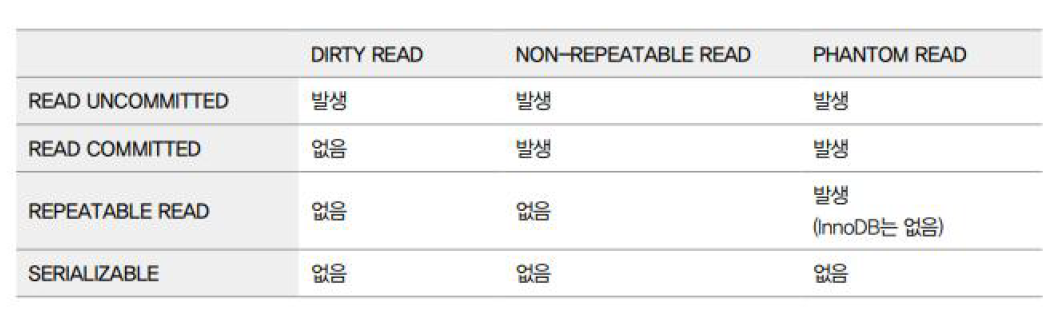 DIRTY READ NON-REPEATABLE READ PHANTOM READ
READ UNCOMMITTED 발생 발생 발생
READ COMMITTED 없음 발생 발생
REPEATABLE READ 없음 없음 발생
(InnoDB는 없음)
SERIALIZABLE 없음 없음 없음